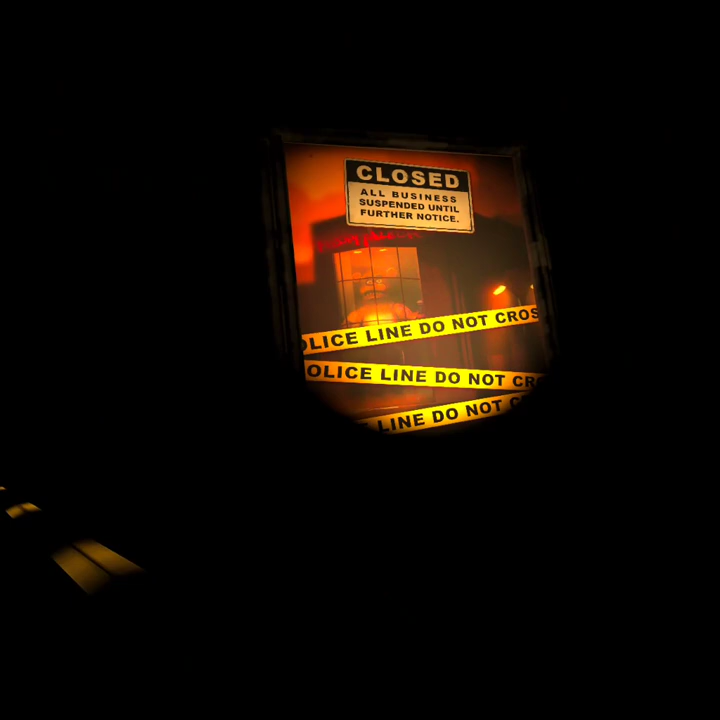 CLOSED
ALL BUSINESS
SUSPENDED UNTIL
FURTHER NOTICE.
OLICE LINE DO NOT CROS
OLICE LINE DO NOT CR
LINE DO NOT C